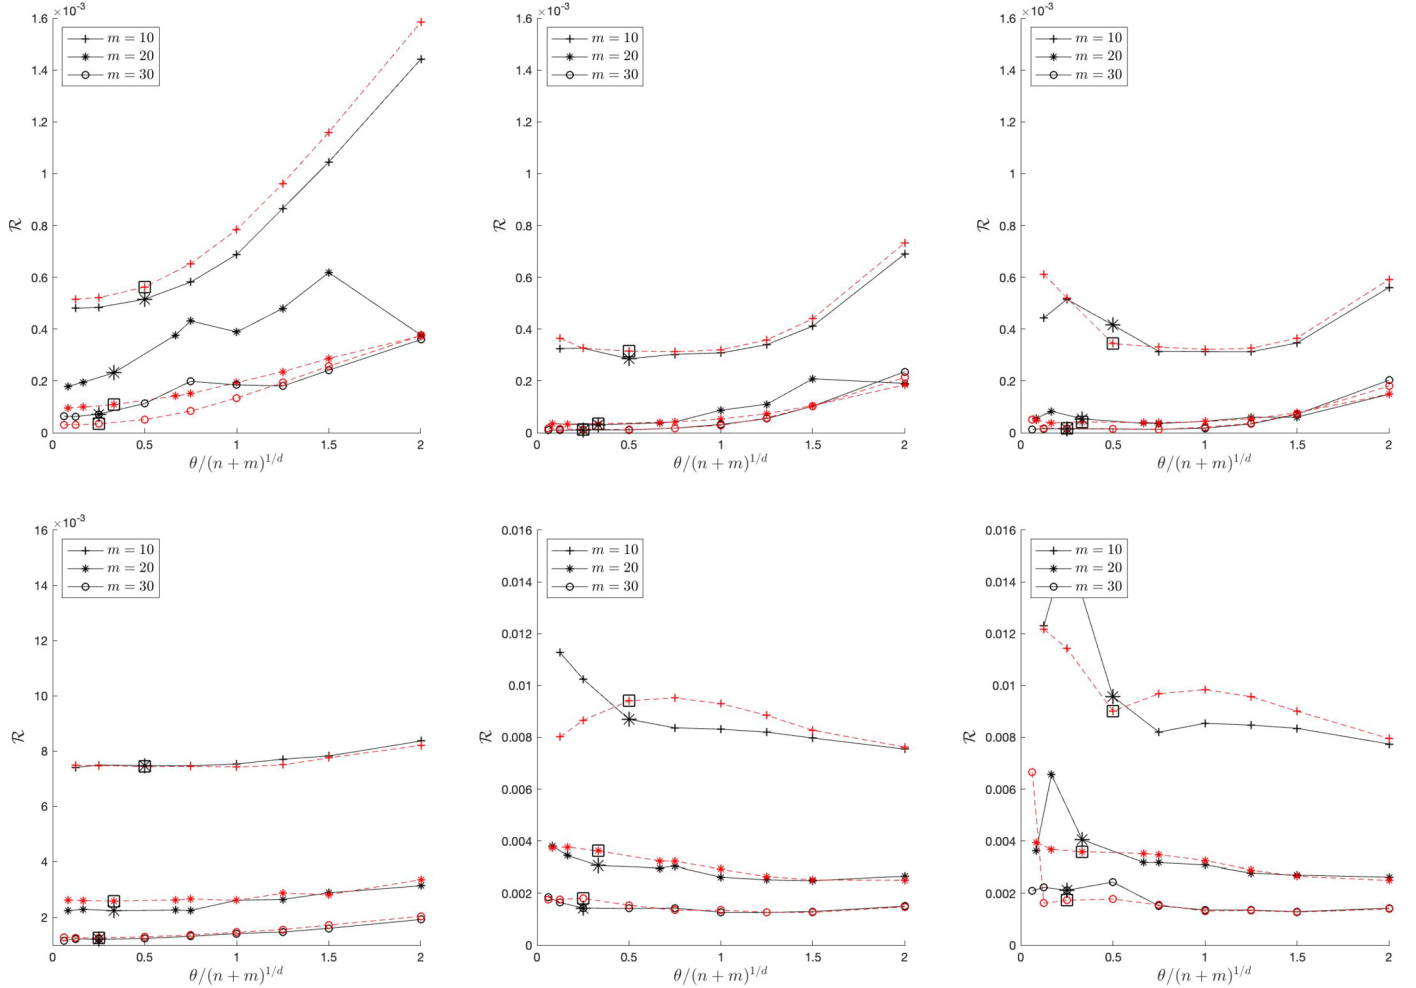 ×10⁻³
1.6
1.4
1.2
1
0.8
0.6
0.4
0.2
0
ℛ
m = 10
m = 20
m = 30
0 0.5 1 1.5 2
θ/(n + m)^{1/d}
×10⁻³
1.6
1.4
1.2
1
0.8
0.6
0.4
0.2
0
ℛ
m = 10
m = 20
m = 30
0 0.5 1 1.5 2
θ/(n + m)^{1/d}
×10⁻³
1.6
1.4
1.2
1
0.8
0.6
0.4
0.2
0
ℛ
m = 10
m = 20
m = 30
0 0.5 1 1.5 2
θ/(n + m)^{1/d}
×10⁻³
16
14
12
10
8
6
4
2
ℛ
m = 10
m = 20
m = 30
0 0.5 1 1.5 2
θ/(n + m)^{1/d}
0.016
0.014
0.012
0.01
0.008
0.006
0.004
0.002
0
ℛ
m = 10
m = 20
m = 30
0 0.5 1 1.5 2
θ/(n + m)^{1/d}
0.016
0.014
0.012
0.01
0.008
0.006
0.004
0.002
0
ℛ
m = 10
m = 20
m = 30
0 0.5 1 1.5 2
θ/(n + m)^{1/d}